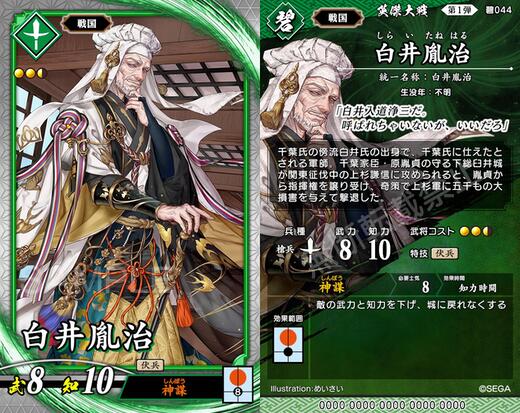 戦国
白井胤治
伏兵
武8 知10
しんぼう
神謀
8
碧
戦国
英傑大戦
第1弾
碧044
しらいたねはる
白井胤治
統一名称：白井胤治
生没年：不明
「白井入道浄三だ。
呼ばれちゃいないが、いいだろ」
千葉氏の傍流白井氏の出身で、千葉氏に仕えたと
される軍師。千葉家臣・原胤貞の守る下総臼井城
が関東征伐中の上杉謙信に攻められると、胤貞か
ら指揮権を譲り受け、奇策で上杉軍に五千もの大
損害を与えて撃退した。
兵種 武力 知力 武将コスト
槍兵 8 10 特技 伏兵
しんぼう 必要士気 効果時間
神謀 8 知力時間
敵の武力と知力を下げ、城に戻れなくする
効果範囲
Illustration:めいさい
©SEGA
0000-0000-0000-0000-0000